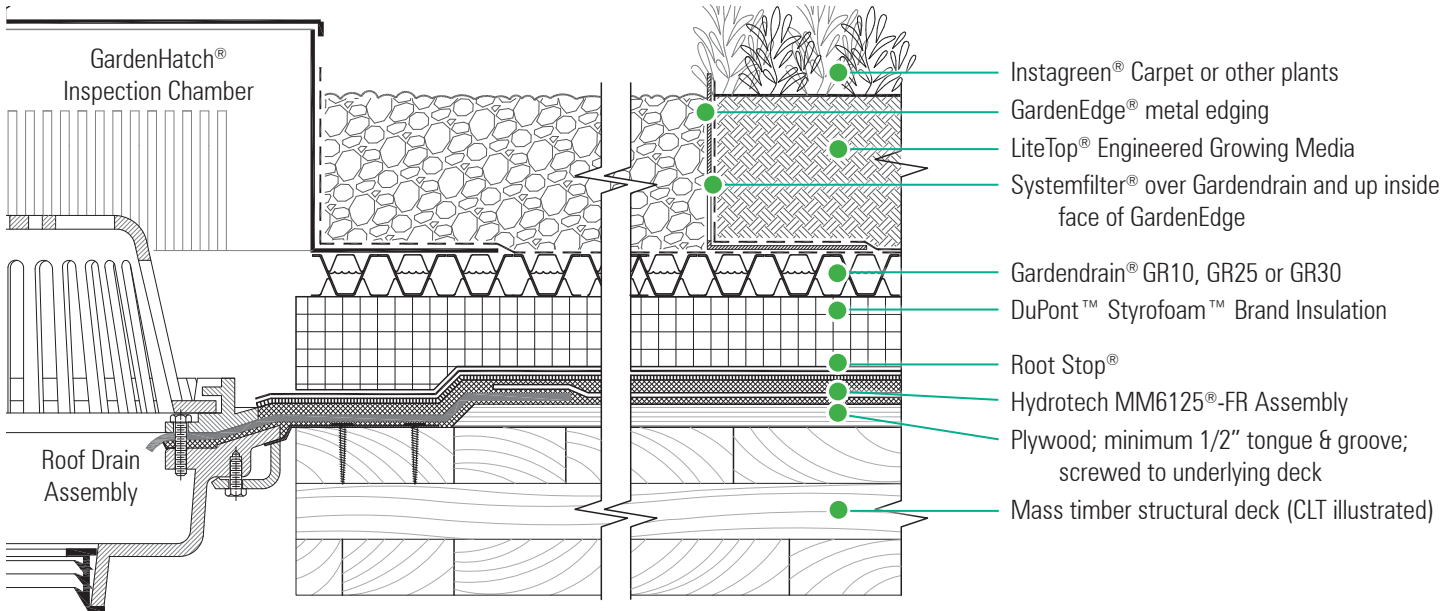 GardenHatch®
Inspection Chamber
Roof Drain
Assembly
Instagreen® Carpet or other plants
GardenEdge® metal edging
LiteTop® Engineered Growing Media
Systemfilter® over Gardendrain and up inside
face of GardenEdge
Gardendrain® GR10, GR25 or GR30
DuPont™ Styrofoam™ Brand Insulation
Root Stop®
Hydrotech MM6125®-FR Assembly
Plywood; minimum 1/2” tongue & groove;
screwed to underlying deck
Mass timber structural deck (CLT illustrated)